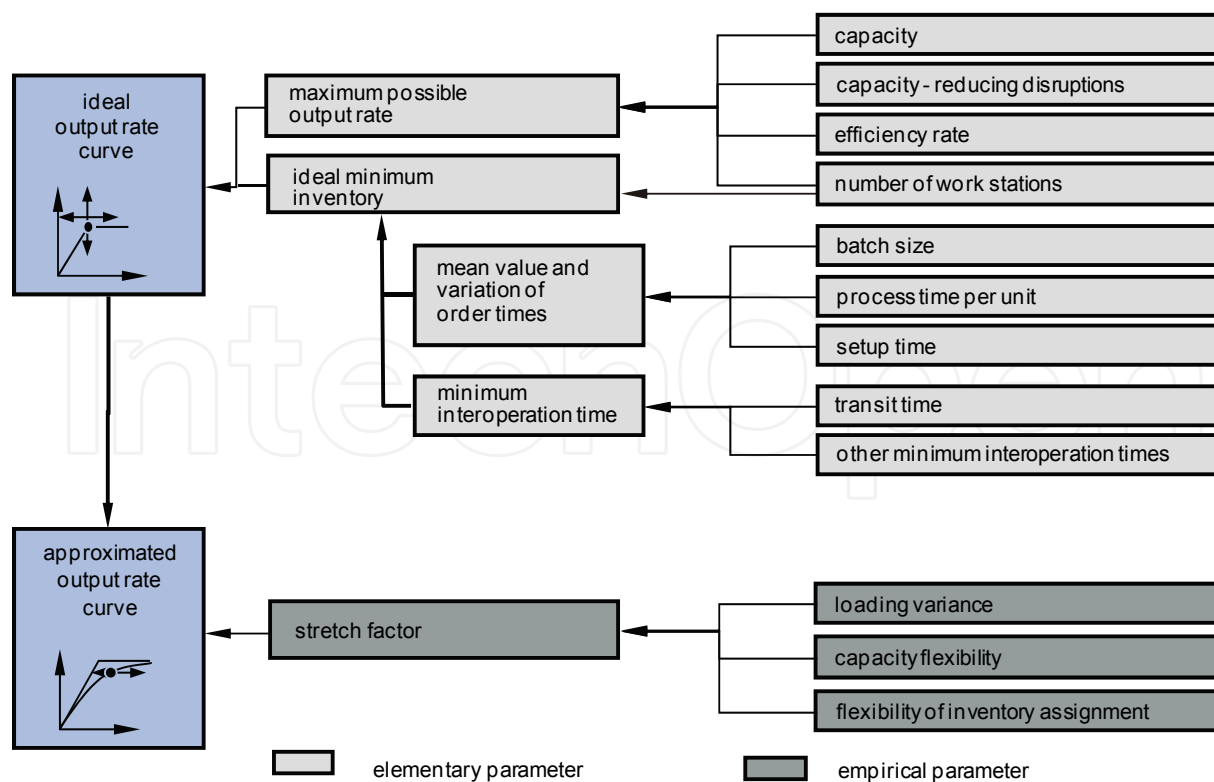 ideal
output rate
curve
maximum possible
output rate
ideal minimum
inventory
mean value and
variation of
order times
minimum
interoperation time
capacity
capacity - reducing disruptions
efficiency rate
number of work stations
batch size
process time per unit
setup time
transit time
other minimum interoperation times
IntechOpen
approximated
output rate
curve
stretch factor
loading variance
capacity flexibility
flexibility of inventory assignment
elementary parameter
empirical parameter